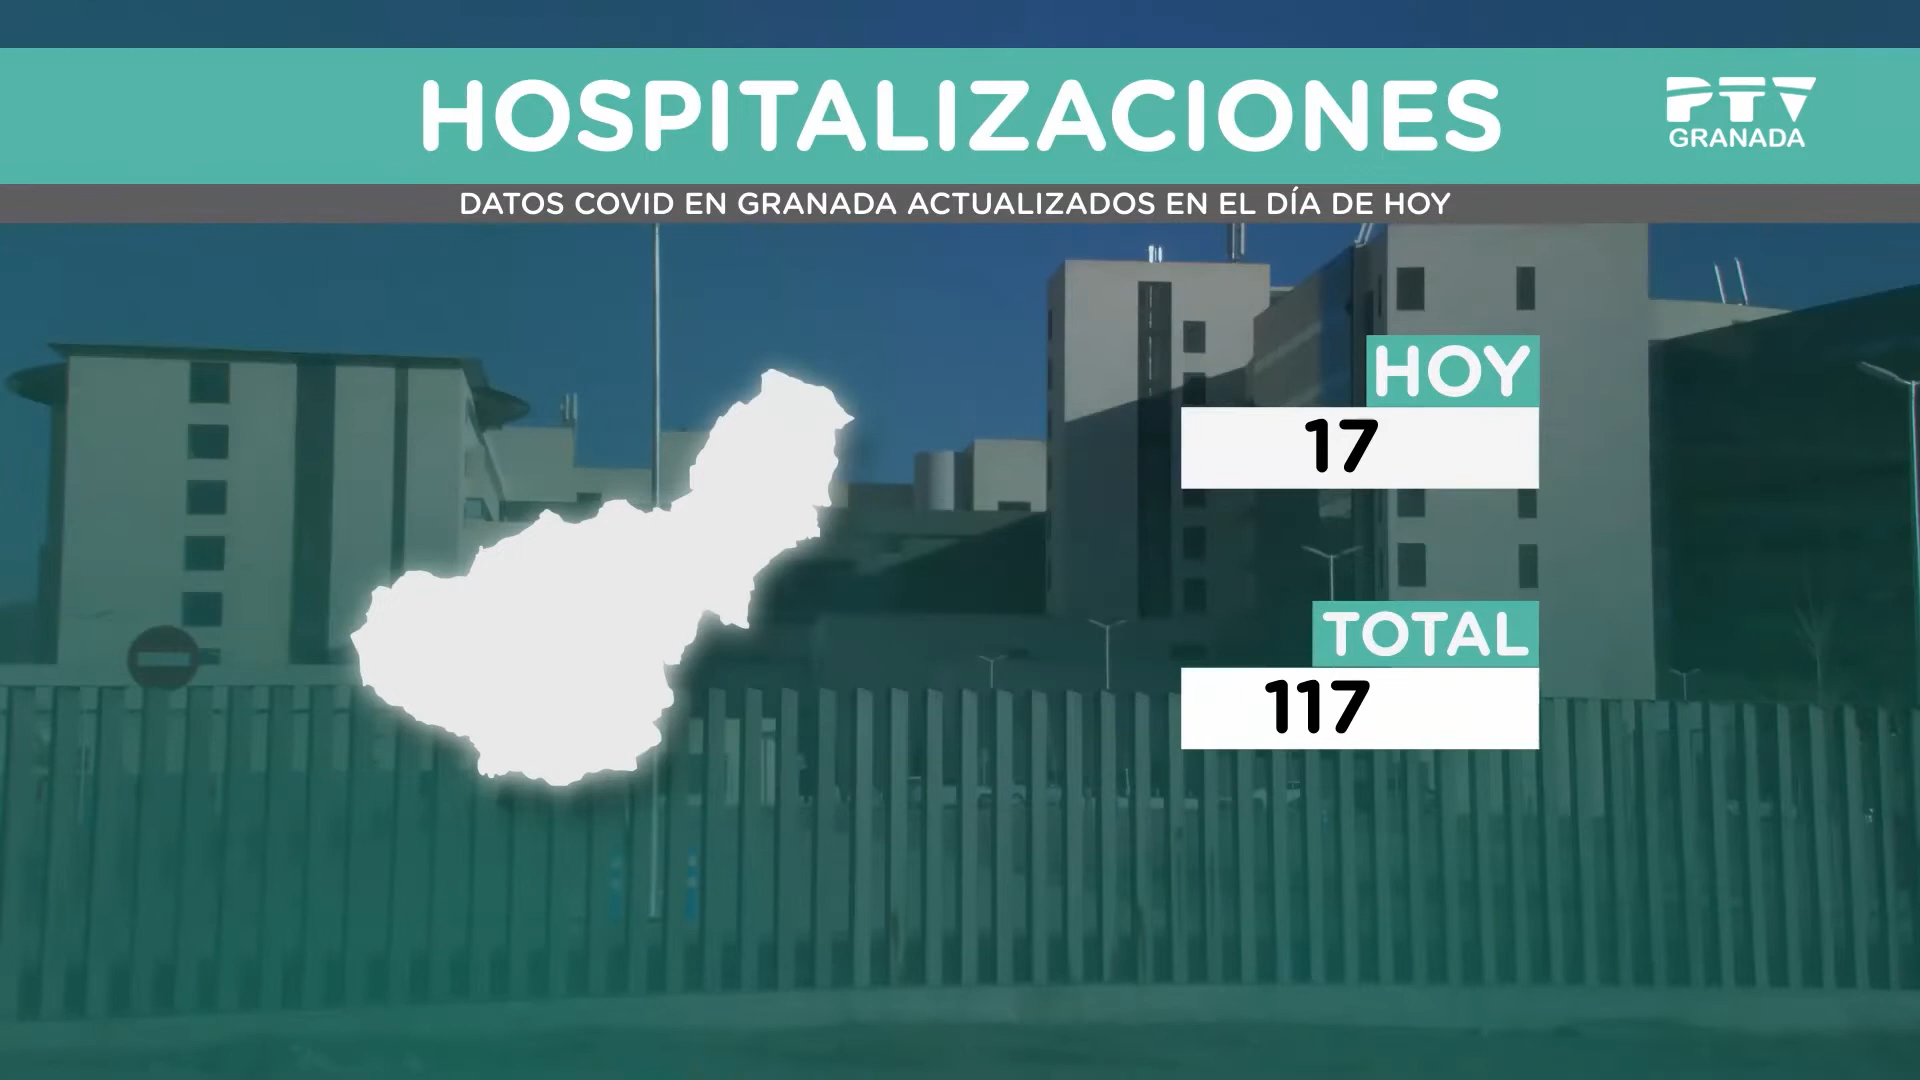 HOSPITALIZACIONES
PTV
GRANADA
DATOS COVID EN GRANADA ACTUALIZADOS EN EL DÍA DE HOY
HOY
17
TOTAL
117